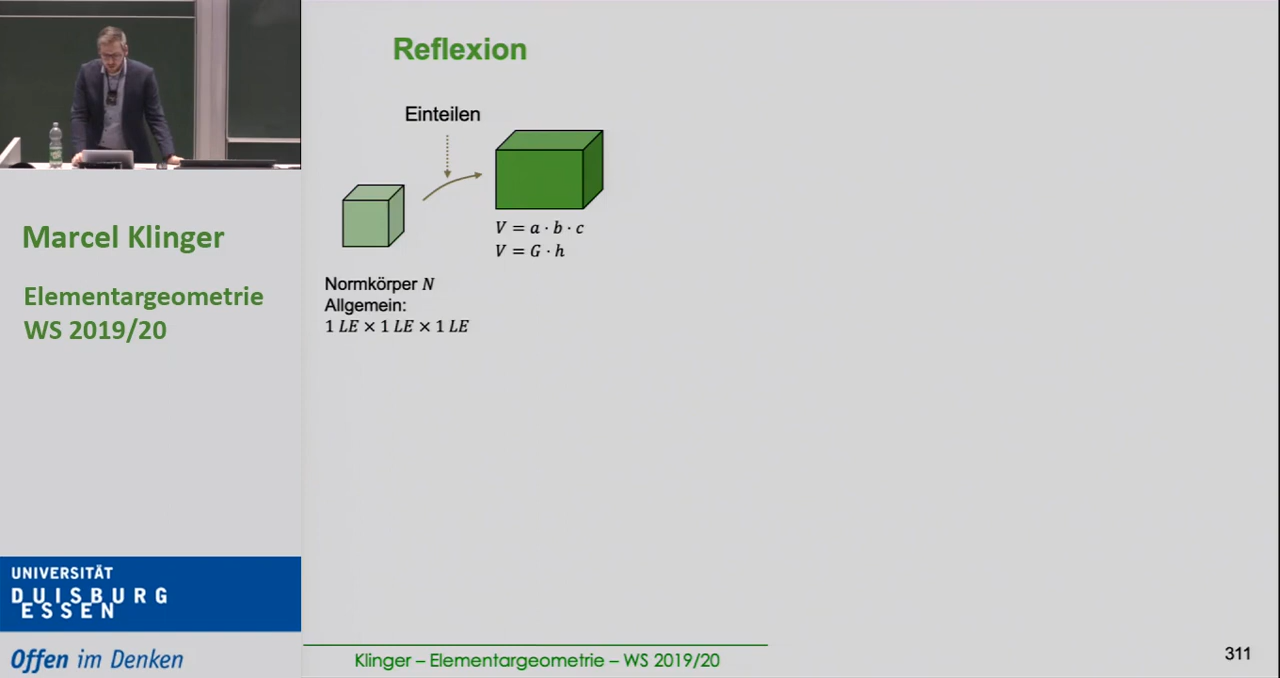 Reflexion
Einteilen
V = a · b · c
V = G · h
Normkörper N
Allgemein:
1 LE × 1 LE × 1 LE
Marcel Klinger
Elementargeometrie
WS 2019/20
UNIVERSITÄT
DUISBURG
ESSEN
Offen im Denken
Klinger – Elementargeometrie – WS 2019/20
311